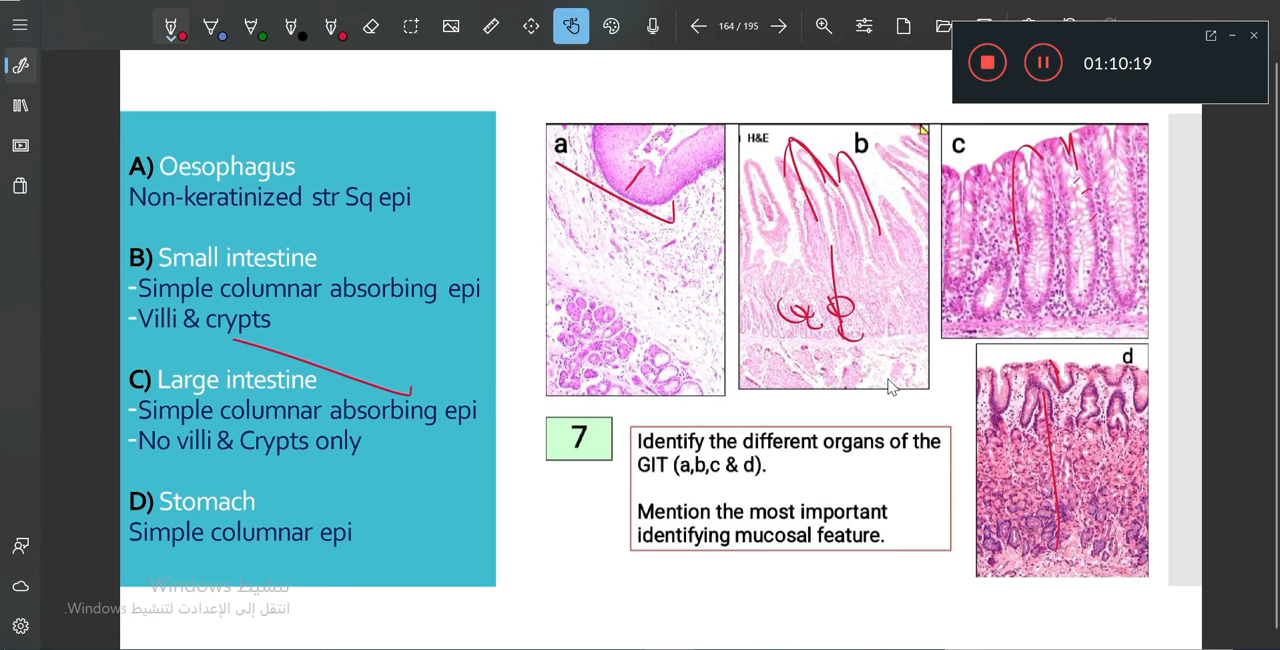 164 / 195
01:10:19
A) Oesophagus
Non-keratinized str Sq epi
B) Small intestine
-Simple columnar absorbing epi
-Villi & crypts
C) Large intestine
-Simple columnar absorbing epi
-No villi & Crypts only
D) Stomach
Simple columnar epi
a
H&E
b
c
d
7
Identify the different organs of the
GIT (a,b,c & d).
Mention the most important
identifying mucosal feature.
تنشيط Windows
انتقل إلى الإعدادت لتنشيط Windows.